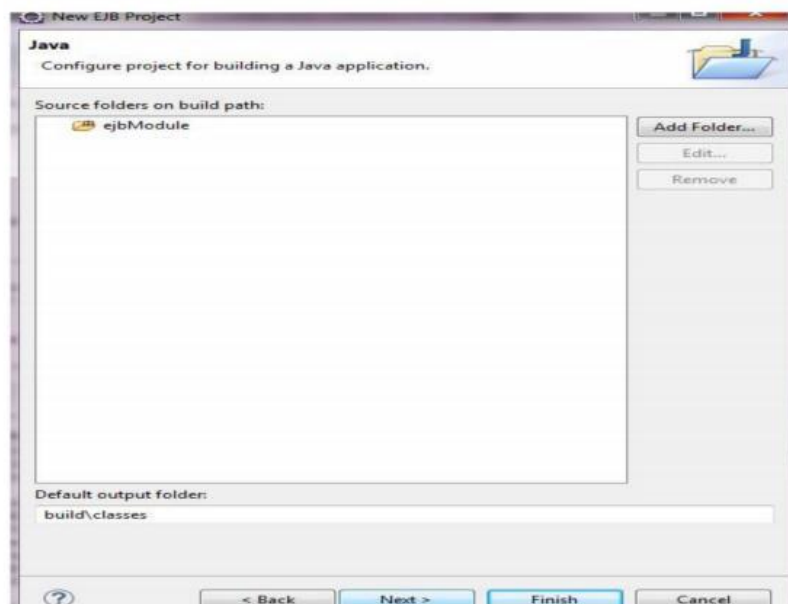 New EJB Project
Java
Configure project for building a Java application.
Source folders on build path:
ejbModule
Add Folder...
Edit...
Remove
Default output folder:
build\classes
? < Back Next > Finish Cancel